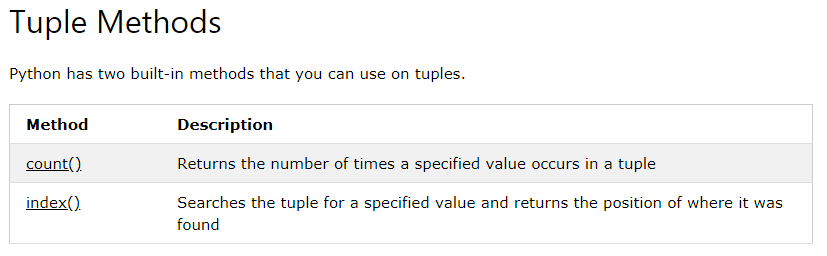 Tuple Methods
Python has two built-in methods that you can use on tuples.
Method Description
count() Returns the number of times a specified value occurs in a tuple
index() Searches the tuple for a specified value and returns the position of where it was
found